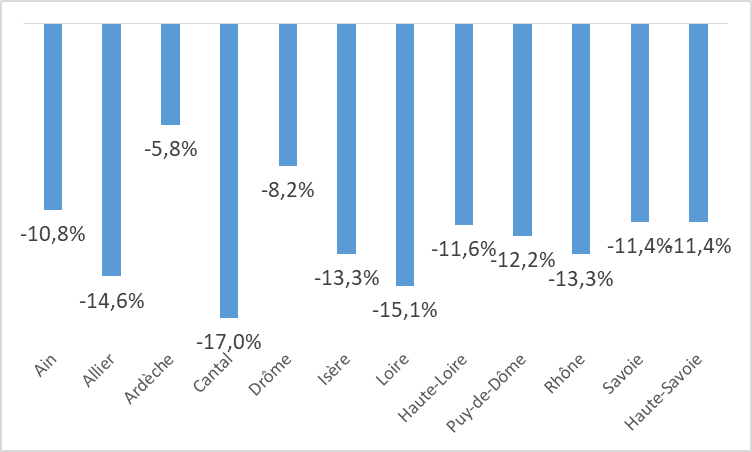 -10,8%
-14,6%
-5,8%
-17,0%
-8,2%
-13,3%
-15,1%
-11,6%
-12,2%
-13,3%
-11,4%
-11,4%
Ain
Allier
Ardèche
Cantal
Drôme
Isère
Loire
Haute-Loire
Puy-de-Dôme
Rhône
Savoie
Haute-Savoie